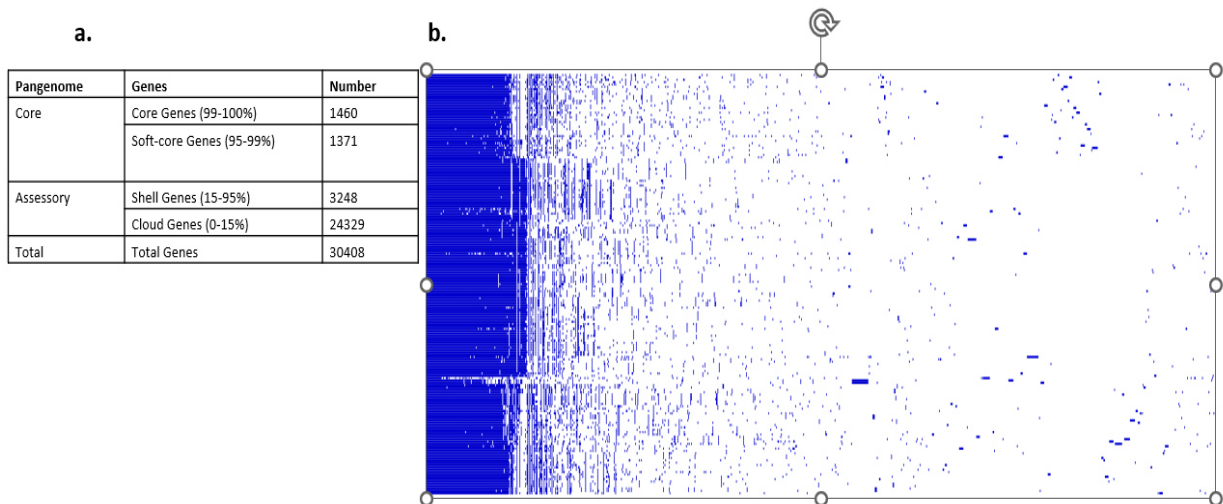 a.
b.
Pangenome Genes Number
Core Core Genes (99-100%) 1460
Soft-core Genes (95-99%) 1371
Assessory Shell Genes (15-95%) 3248
Cloud Genes (0-15%) 24329
Total Total Genes 30408